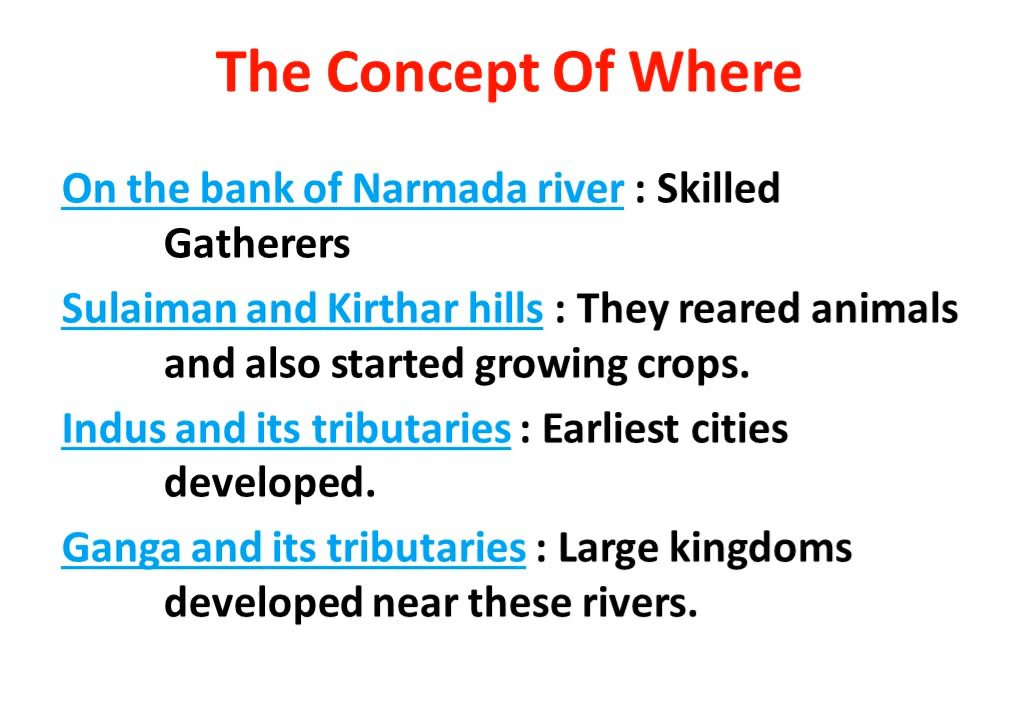 The Concept Of Where
On the bank of Narmada river : Skilled
Gatherers
Sulaiman and Kirthar hills : They reared animals
and also started growing crops.
Indus and its tributaries : Earliest cities
developed.
Ganga and its tributaries : Large kingdoms
developed near these rivers.